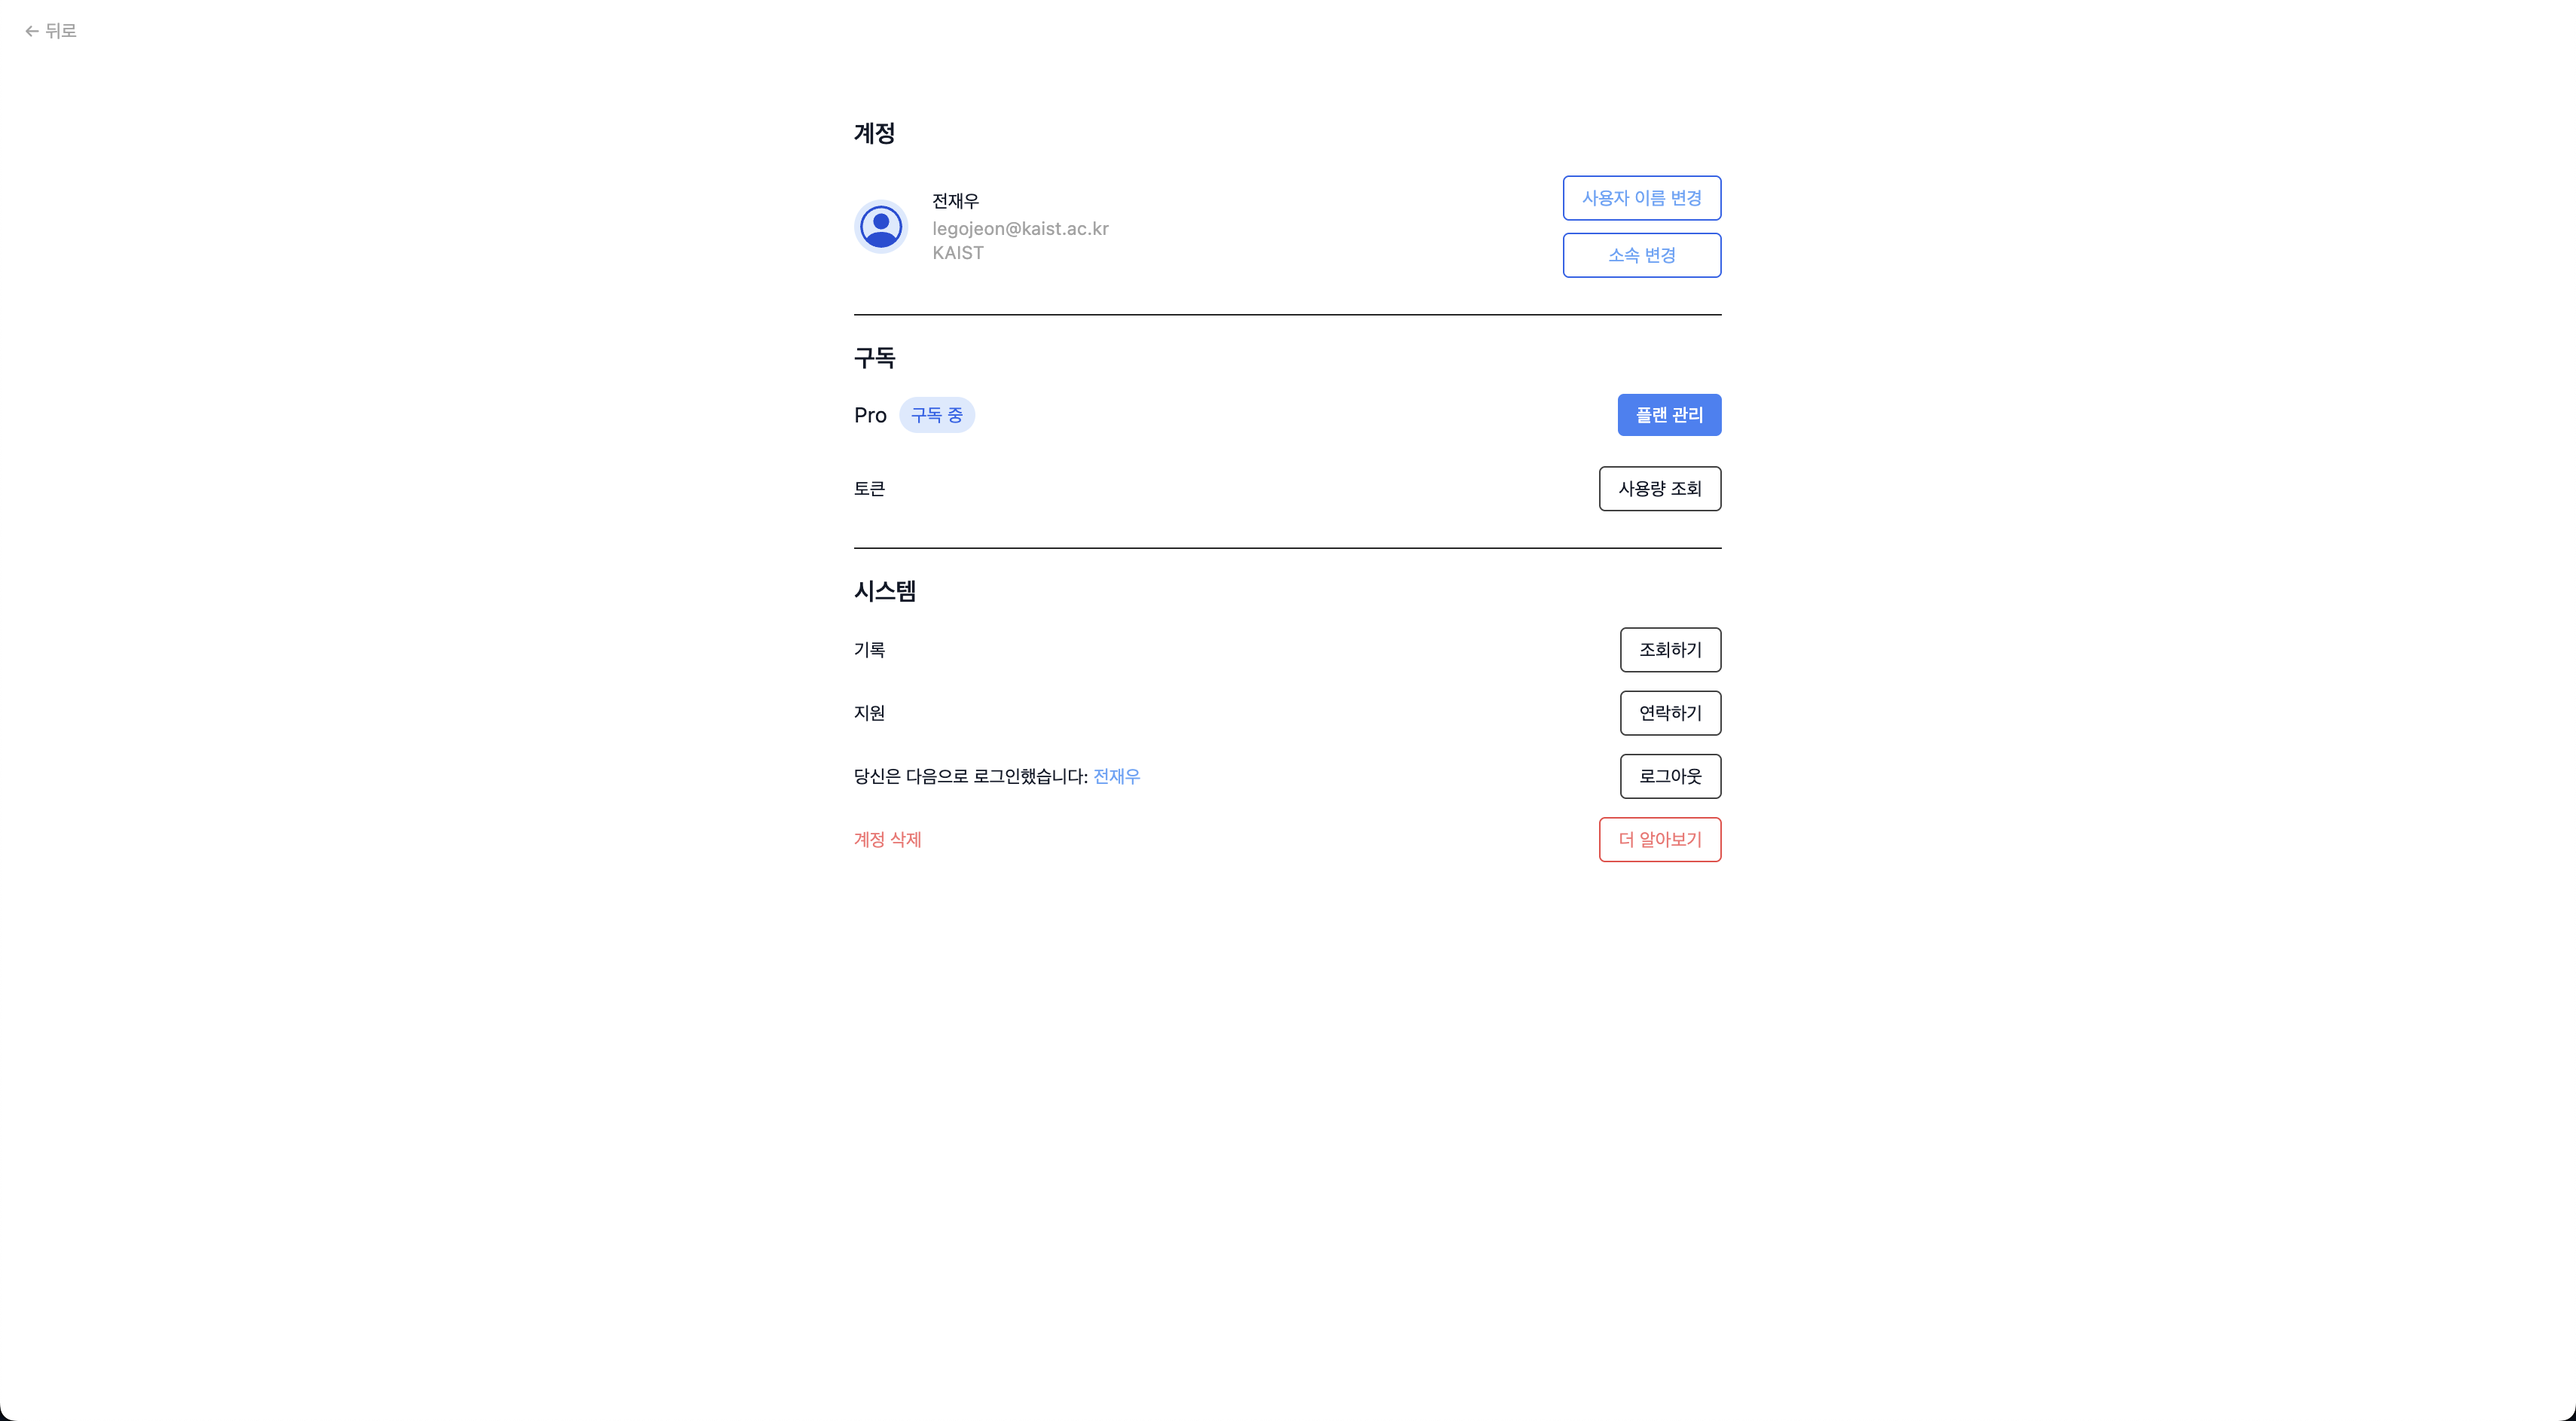 ← 뒤로
계정
전재우
legojeon@kaist.ac.kr
KAIST
사용자 이름 변경
소속 변경
구독
Pro 구독 중
플랜 관리
토큰
사용량 조회
시스템
기록
조회하기
지원
연락하기
당신은 다음으로 로그인했습니다: 전재우
로그아웃
계정 삭제
더 알아보기